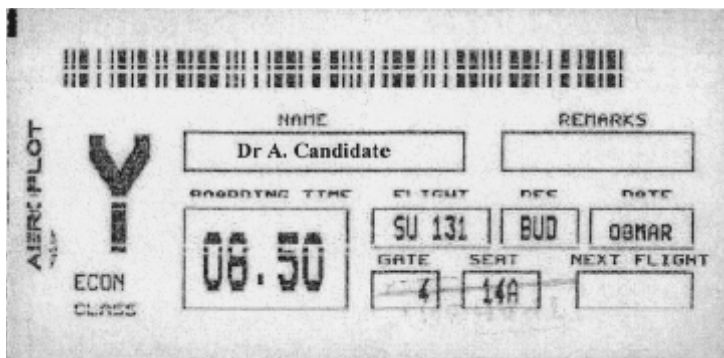 NAME REMARKS
Dr A. Candidate
BOARDING TIME FLIGHT DES DATE
08.50 SU 131 BUD 08MAR
GATE SEAT NEXT FLIGHT
4 14A
Y
ECON
CLASS